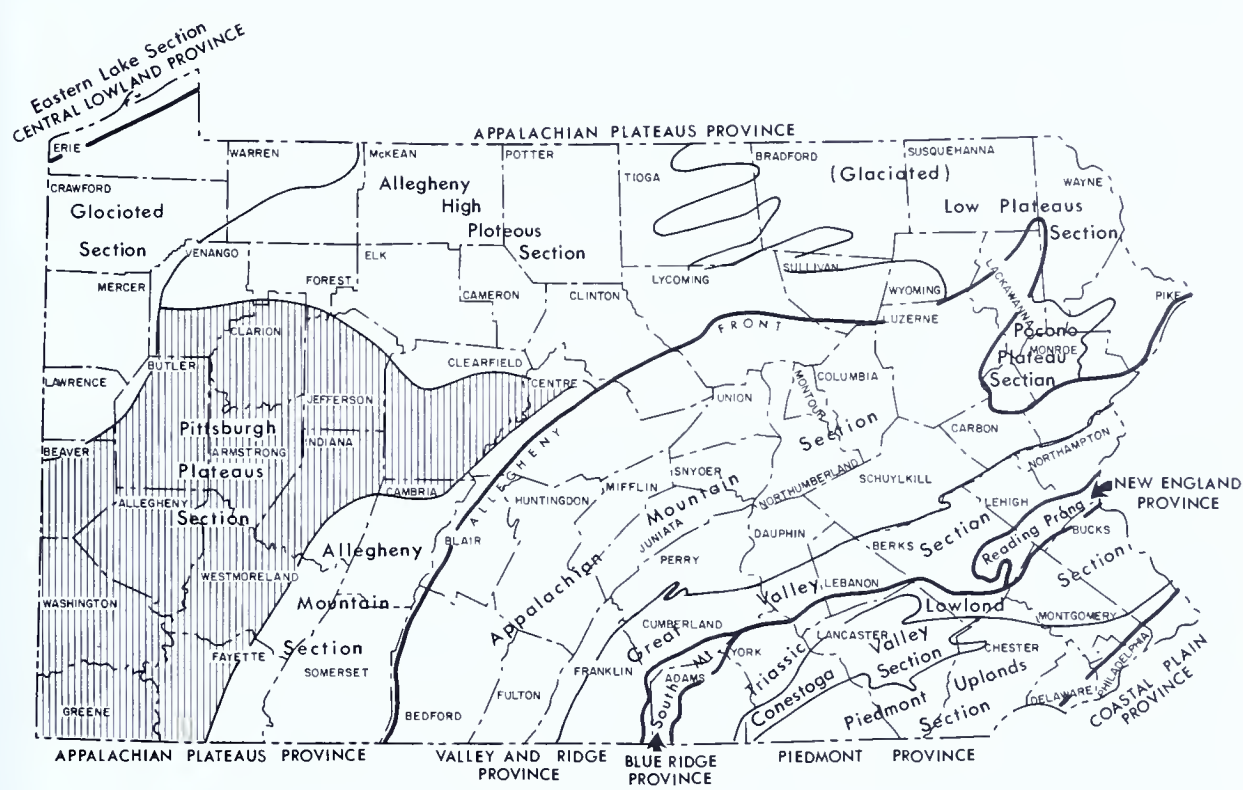 Eastern Lake Section
CENTRAL LOWLAND PROVINCE
APPALACHIAN PLATEAUS PROVINCE
ERIE
WARREN
McKEAN
POTTER
TIOGA
BRADFORD
SUSQUEHANNA
WAYNE
CRAWFORD
Glociated
Section
Allegheny
High
Ploteous
Section
(Glaciated)
Low Plateaus
Section
VENANGO
MERCER
FOREST
ELK
CAMERON
CLINTON
LYCOMING
SULLIVAN
WYOMING
LACKAWANNA
PIKE
CLARION
CLEARFIELD
CENTRE
FRONT
LUZERNE
Pocono
MONROE
Plateau
Sectian
LAWRENCE
BUTLER
JEFFERSON
UNION
MONTOUR
COLUMBIA
CARBON
NORTHAMPTON
BEAVER
Pittsburgh
ARMSTRONG
INDIANA
Plateaus
ALLEGHENY
Section
CAMBRIA
ALLEGHENY
HUNTINGDON
MIFFLIN
SNYOER
NORTHUMBERLAND
SCHUYLKILL
LEHIGH
NEW ENGLAND
PROVINCE
Appalachian
Mountain
Section
BLAIR
JUNIATA
PERRY
DAUPHIN
BERKS
Reading Prong
BUCKS
Allegheny
Mountain
Section
WESTMORELAND
WASHINGTON
FAYETTE
SOMERSET
GREENE
BEDFORD
FULTON
FRANKLIN
CUMBERLAND
LEBANON
Great
Valley
Section
ADAMS
YORK
South Mt
LANCASTER
Triassic
Lowlond
Section
MONTGOMERY
Conestoga
Valley
Section
CHESTER
Piedmont
Uplands
Section
DELAWARE
PHILADELPHIA
COASTAL PLAIN
PROVINCE
APPALACHIAN PLATEAUS PROVINCE
VALLEY AND RIDGE
PROVINCE
BLUE RIDGE
PROVINCE
PIEDMONT PROVINCE